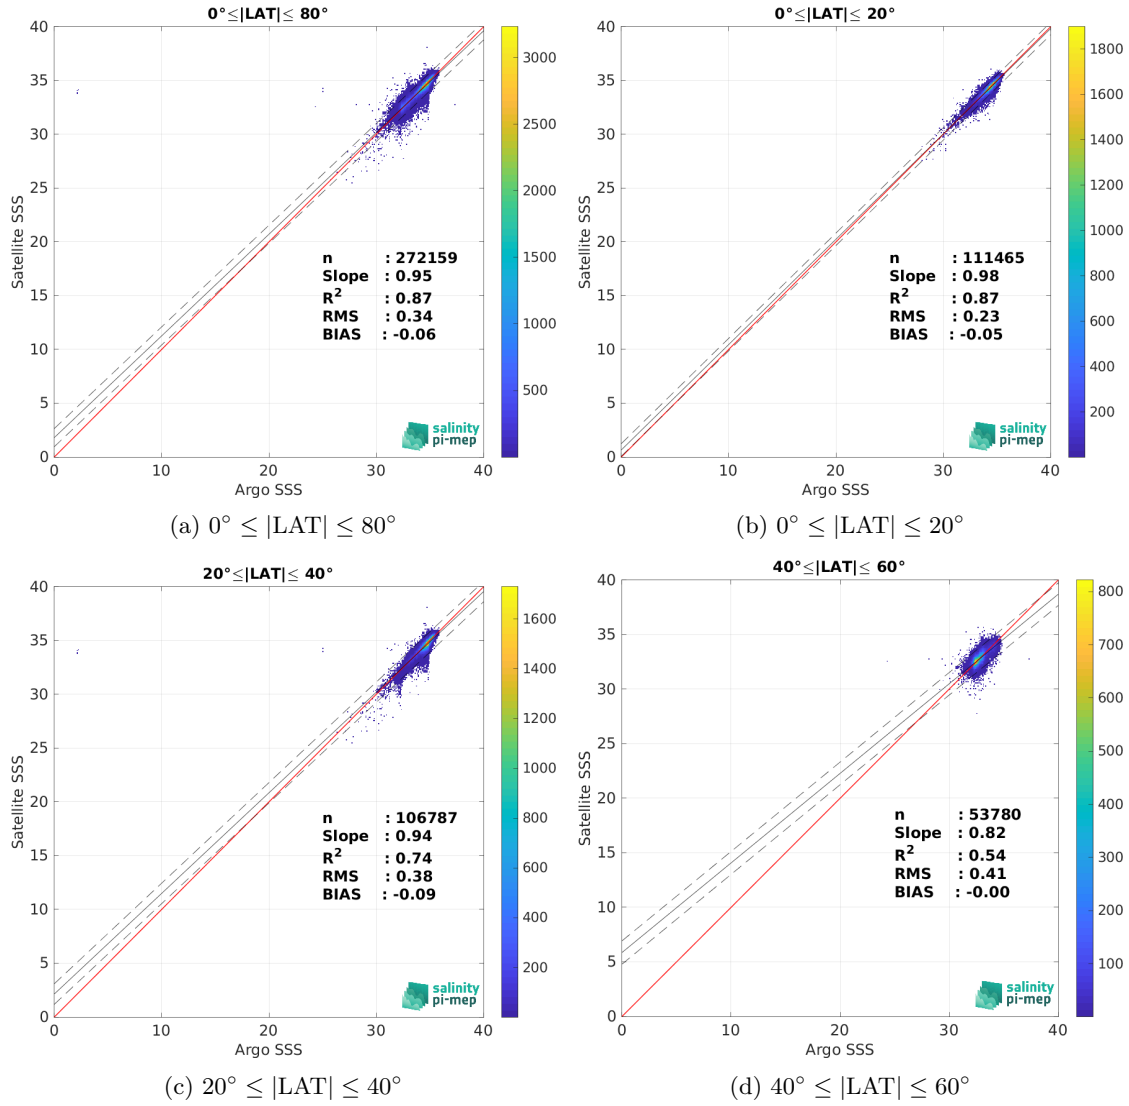 0°≤|LAT|≤ 80°
40
35
30
25
20
15
10
5
0
0
10
20
30
40
Satellite SSS
Argo SSS
n : 272159
Slope : 0.95
R² : 0.87
RMS : 0.34
BIAS : -0.06
salinity
pi-mep
3000
2500
2000
1500
1000
500
(a) 0° ≤ |LAT| ≤ 80°
0°≤|LAT|≤ 20°
40
35
30
25
20
15
10
5
0
0
10
20
30
40
Satellite SSS
Argo SSS
n : 111465
Slope : 0.98
R² : 0.87
RMS : 0.23
BIAS : -0.05
salinity
pi-mep
1800
1600
1400
1200
1000
800
600
400
200
(b) 0° ≤ |LAT| ≤ 20°
20°≤|LAT|≤ 40°
40
35
30
25
20
15
10
5
0
0
10
20
30
40
Satellite SSS
Argo SSS
n : 106787
Slope : 0.94
R² : 0.74
RMS : 0.38
BIAS : -0.09
salinity
pi-mep
1600
1400
1200
1000
800
600
400
200
(c) 20° ≤ |LAT| ≤ 40°
40°≤|LAT|≤ 60°
40
35
30
25
20
15
10
5
0
0
10
20
30
40
Satellite SSS
Argo SSS
n : 53780
Slope : 0.82
R² : 0.54
RMS : 0.41
BIAS : -0.00
salinity
pi-mep
800
700
600
500
400
300
200
100
(d) 40° ≤ |LAT| ≤ 60°